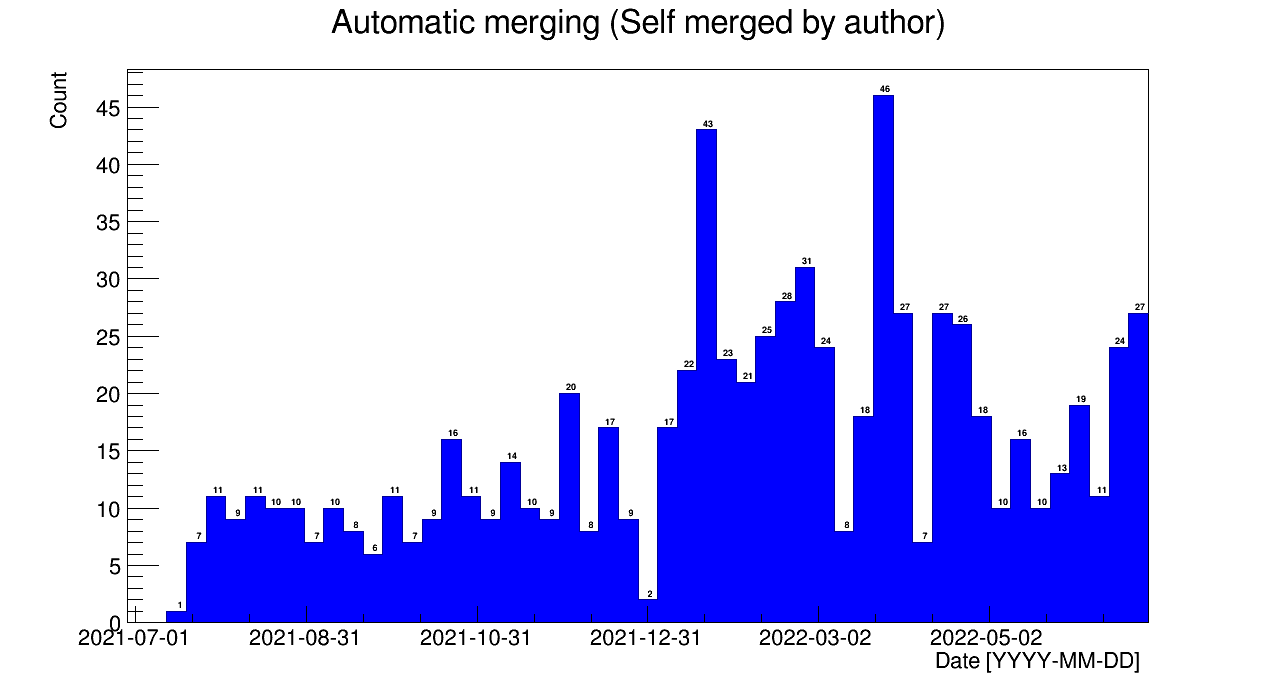 Automatic merging (Self merged by author)
Count
45
40
35
30
25
20
15
10
5
0
1 7 11 9 11 10 10 7 10 8 6 11 7 9 16 11 9 14 10 9 20 8 17 9 2 17 22 43 23 21 25 28 31 24 8 18 46 27 7 27 26 18 10 16 10 13 19 11 24 27
2021-07-01 2021-08-31 2021-10-31 2021-12-31 2022-03-02 2022-05-02
Date [YYYY-MM-DD]